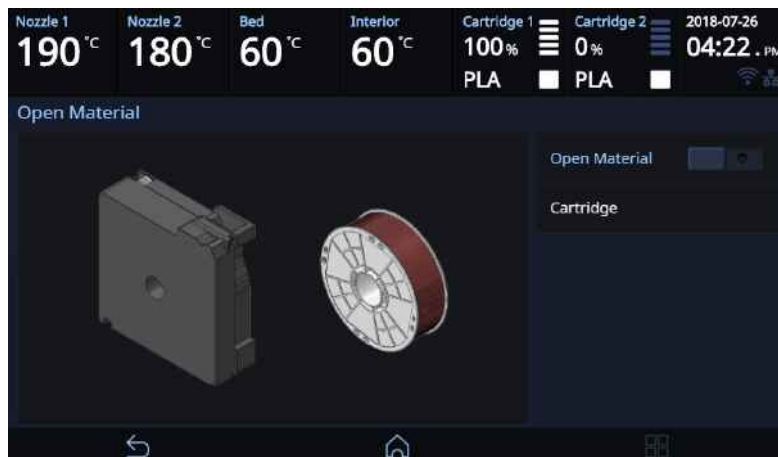 Nozzle 1 Nozzle 2 Bed Interior Cartridge 1 Cartridge 2 2018-07-26
190 °C 180 °C 60 °C 60 °C 100 % 0 % 04:22 . PM
PLA PLA
Open Material
Open Material
Cartridge